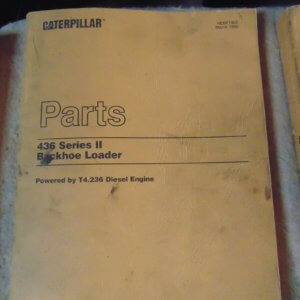 CATERPILLAR
Parts
436 Series II
Backhoe Loader
Powered by T4.236 Diesel Engine